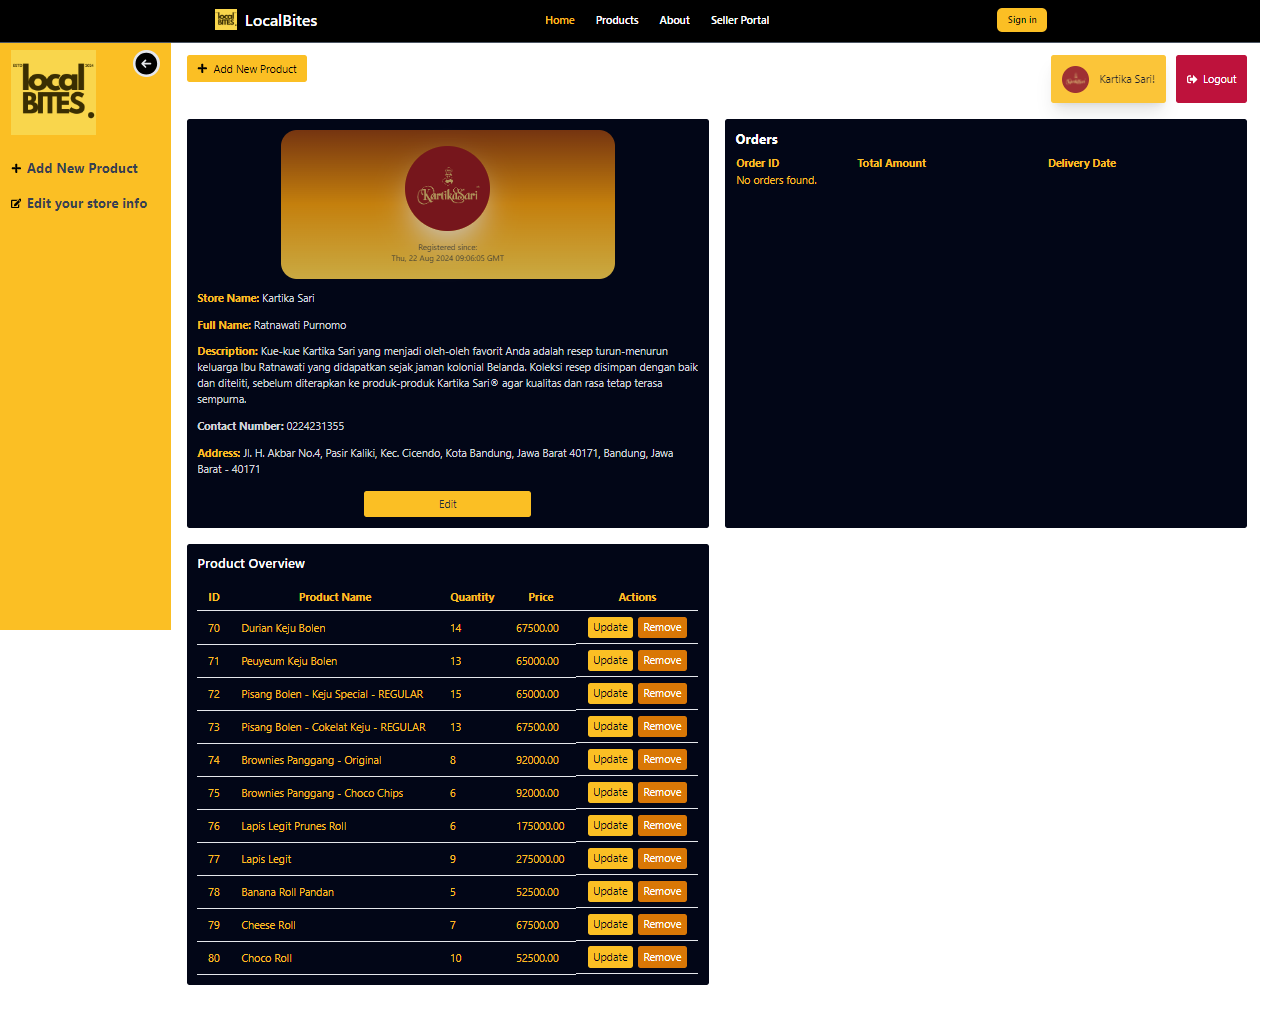 local BITES. LocalBites Home Products About Seller Portal Sign in
ESTD 2024
local
BITES.
Add New Product
Edit your store info
Add New Product
KartikaSari Kartika Sari! Logout
KartikaSari
Registered since:
Thu, 22 Aug 2024 09:06:05 GMT
Store Name: Kartika Sari
Full Name: Ratnawati Purnomo
Description: Kue-kue Kartika Sari yang menjadi oleh-oleh favorit Anda adalah resep turun-menurun
keluarga Ibu Ratnawati yang didapatkan sejak jaman kolonial Belanda. Koleksi resep disimpan dengan baik
dan diteliti, sebelum diterapkan ke produk-produk Kartika Sari® agar kualitas dan rasa tetap terasa
sempurna.
Contact Number: 0224231355
Address: Jl. H. Akbar No.4, Pasir Kaliki, Kec. Cicendo, Kota Bandung, Jawa Barat 40171, Bandung, Jawa
Barat - 40171
Edit
Orders
Order ID Total Amount Delivery Date
No orders found.
Product Overview
ID Product Name Quantity Price Actions
70 Durian Keju Bolen 14 67500.00 Update Remove
71 Peuyeum Keju Bolen 13 65000.00 Update Remove
72 Pisang Bolen - Keju Special - REGULAR 15 65000.00 Update Remove
73 Pisang Bolen - Cokelat Keju - REGULAR 13 67500.00 Update Remove
74 Brownies Panggang - Original 8 92000.00 Update Remove
75 Brownies Panggang - Choco Chips 6 92000.00 Update Remove
76 Lapis Legit Prunes Roll 6 175000.00 Update Remove
77 Lapis Legit 9 275000.00 Update Remove
78 Banana Roll Pandan 5 52500.00 Update Remove
79 Cheese Roll 7 67500.00 Update Remove
80 Choco Roll 10 52500.00 Update Remove